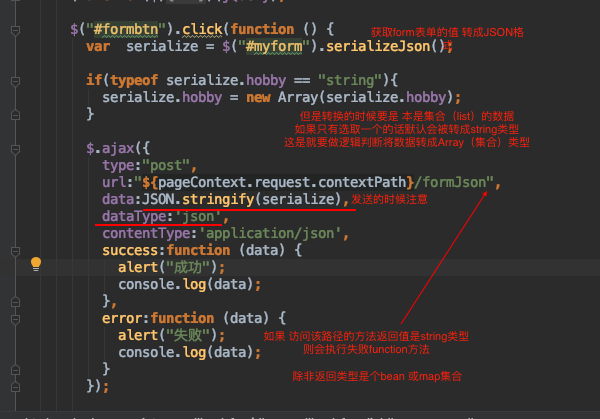 $("#formbtn").click(function () {
获取form表单的值 转成JSON格式
var serialize = $("#myform").serializeJson();
if(typeof serialize.hobby == "string"){
serialize.hobby = new Array(serialize.hobby);
}
但是转换的时候要是 本是集合（list）的数据
如果只有选取一个的话默认会被转成string类型
这是就要做逻辑判断将数据转成Array（集合）类型
$.ajax({
type:"post",
url:"${pageContext.request.contextPath}/formJson",
data:JSON.stringify(serialize),发送的时候注意
dataType:'json',
contentType:'application/json',
success:function (data) {
alert("成功");
console.log(data);
},
error:function (data) {
alert("失败");
console.log(data);
如果 访问该路径的方法返回值是string类型
则会执行失败function方法
}
除非返回类型是个bean 或map集合
});